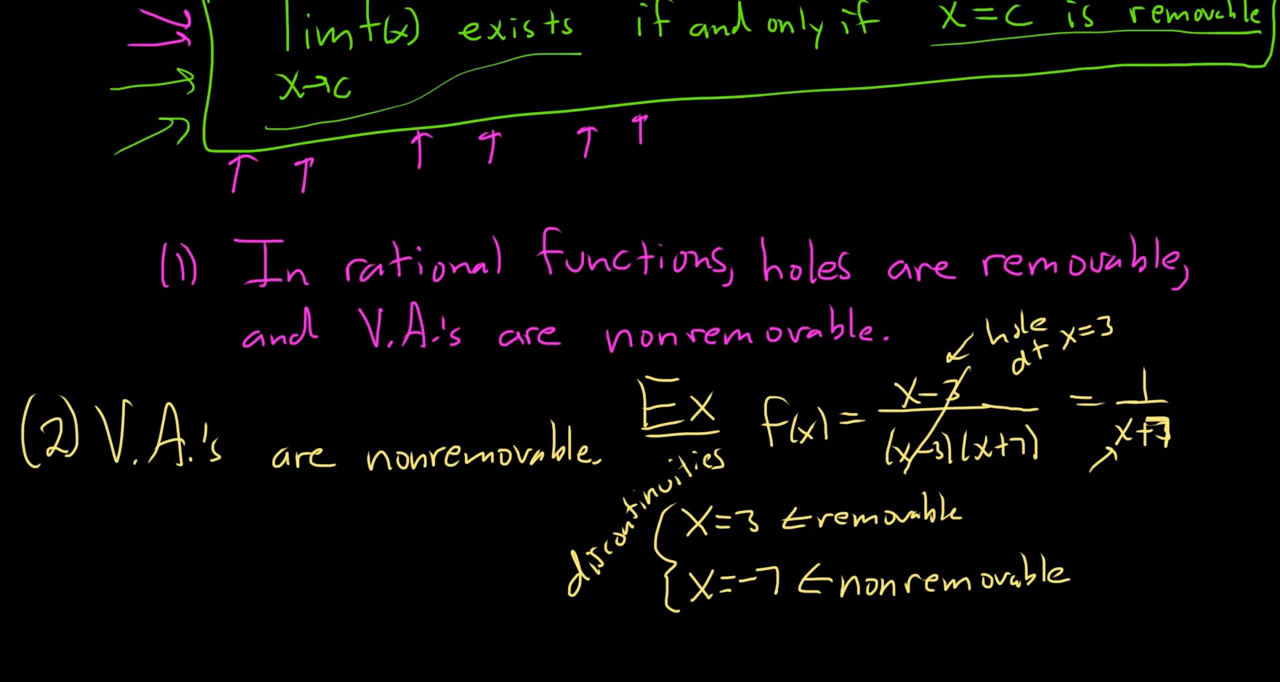 lim f(x) exists if and only if x=c is removable
x→c
(1) In rational functions, holes are removable,
and V.A.'s are nonremovable.
hole at x=3
(2) V.A.'s are nonremovable.
Ex f(x) = x-3 / (x-3)(x+7) = 1 / x+7
discontinuities
x=3 ← removable
x=-7 ← nonremovable